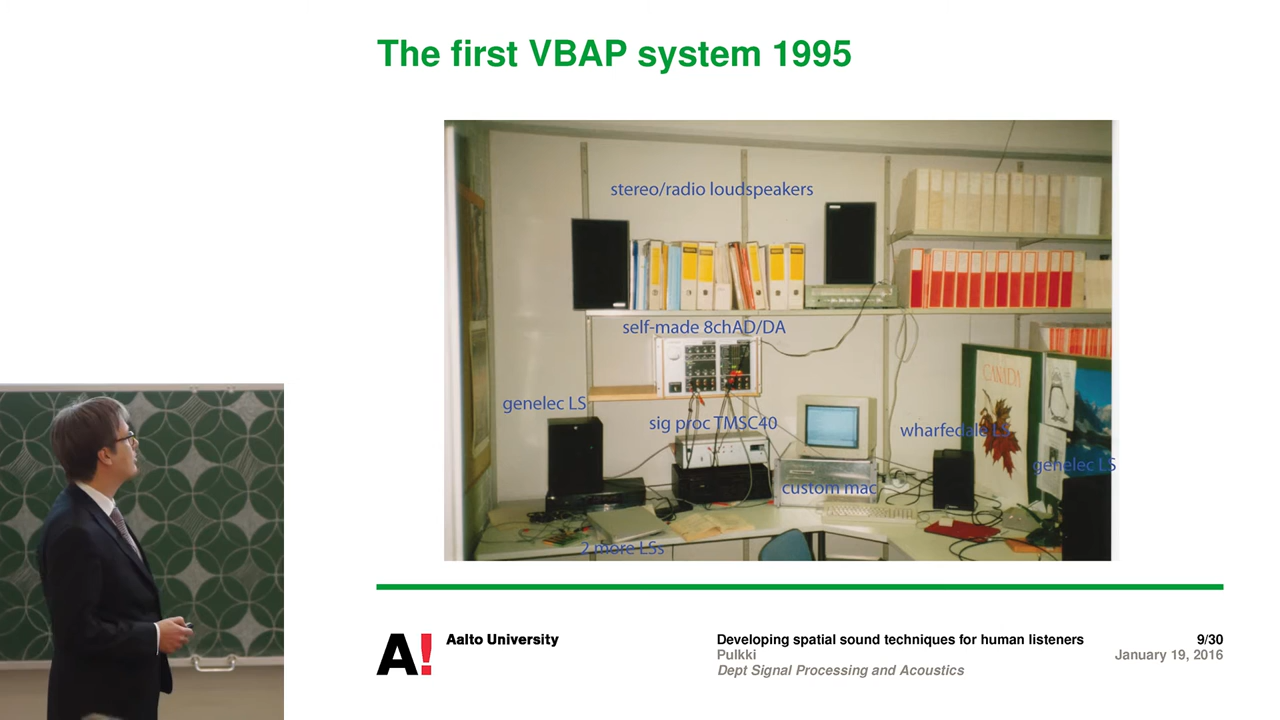 The first VBAP system 1995
stereo/radio loudspeakers
self-made 8chAD/DA
CANADA
genelec LS
sig proc TMSC40
wharfedale LS
genelec LS
custom mac
2 more LSs
A!
Aalto University
Developing spatial sound techniques for human listeners
9/30
Pulkki
January 19, 2016
Dept Signal Processing and Acoustics